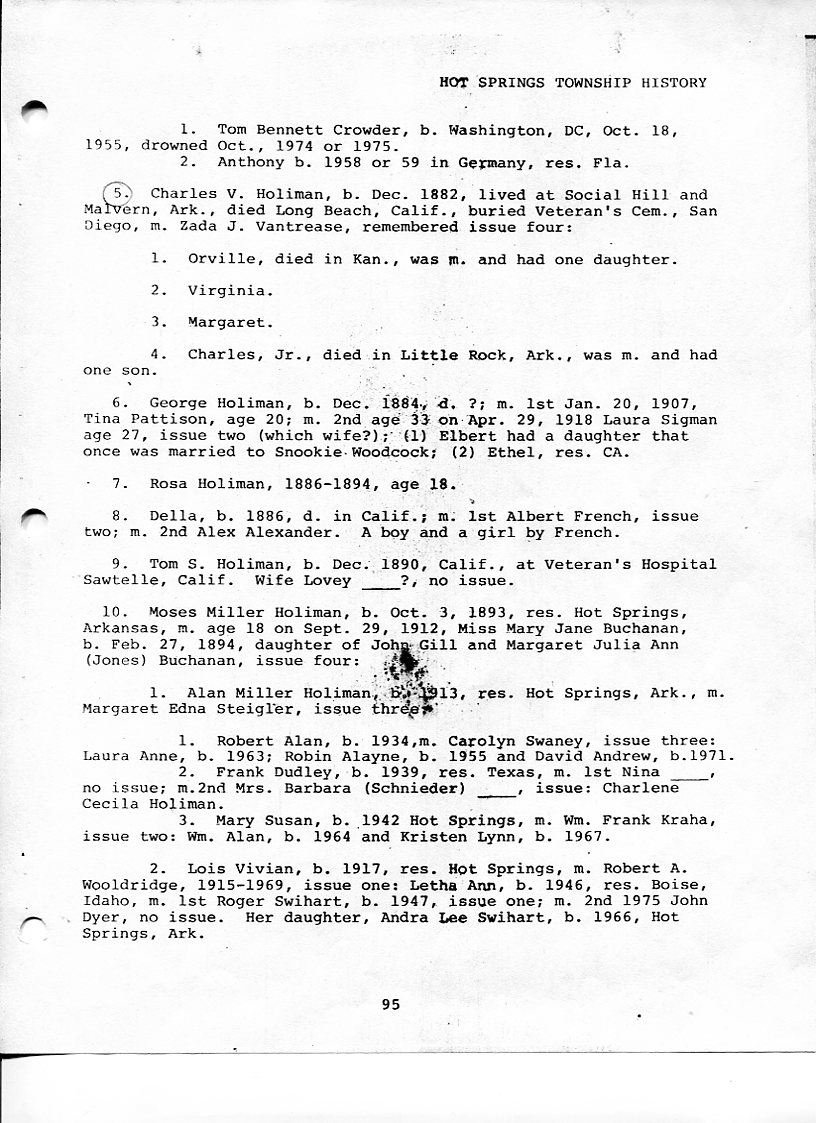 HOT SPRINGS TOWNSHIP HISTORY
1. Tom Bennett Crowder, b. Washington, DC, Oct. 18,
1955, drowned Oct., 1974 or 1975.
2. Anthony b. 1958 or 59 in Germany, res. Fla.
5. Charles V. Holiman, b. Dec. 1882, lived at Social Hill and
Malvern, Ark., died Long Beach, Calif., buried Veteran's Cem., San
Diego, m. Zada J. Vantrease, remembered issue four:
1. Orville, died in Kan., was m. and had one daughter.
2. Virginia.
3. Margaret.
4. Charles, Jr., died in Little Rock, Ark., was m. and had
one son.
6. George Holiman, b. Dec. 1884, d. ?; m. 1st Jan. 20, 1907,
Tina Pattison, age 20; m. 2nd age 33 on Apr. 29, 1918 Laura Sigman
age 27, issue two (which wife?); (1) Elbert had a daughter that
once was married to Snookie Woodcock; (2) Ethel, res. CA.
7. Rosa Holiman, 1886-1894, age 18.
8. Della, b. 1886, d. in Calif.; m. 1st Albert French, issue
two; m. 2nd Alex Alexander. A boy and a girl by French.
9. Tom S. Holiman, b. Dec. 1890, Calif., at Veteran's Hospital
Sawtelle, Calif. Wife Lovey ____?, no issue.
10. Moses Miller Holiman, b. Oct. 3, 1893, res. Hot Springs,
Arkansas, m. age 18 on Sept. 29, 1912, Miss Mary Jane Buchanan,
b. Feb. 27, 1894, daughter of John Gill and Margaret Julia Ann
(Jones) Buchanan, issue four:
1. Alan Miller Holiman, b. 1913, res. Hot Springs, Ark., m.
Margaret Edna Steigler, issue three:
1. Robert Alan, b. 1934,m. Carolyn Swaney, issue three:
Laura Anne, b. 1963; Robin Alayne, b. 1955 and David Andrew, b.1971.
2. Frank Dudley, b. 1939, res. Texas, m. 1st Nina ____,
no issue; m.2nd Mrs. Barbara (Schnieder) ____, issue: Charlene
Cecila Holiman.
3. Mary Susan, b. 1942 Hot Springs, m. Wm. Frank Kraha,
issue two: Wm. Alan, b. 1964 and Kristen Lynn, b. 1967.
2. Lois Vivian, b. 1917, res. Hot Springs, m. Robert A.
Wooldridge, 1915-1969, issue one: Letha Ann, b. 1946, res. Boise,
Idaho, m. 1st Roger Swihart, b. 1947, issue one; m. 2nd 1975 John
Dyer, no issue. Her daughter, Andra Lee Swihart, b. 1966, Hot
Springs, Ark.
95